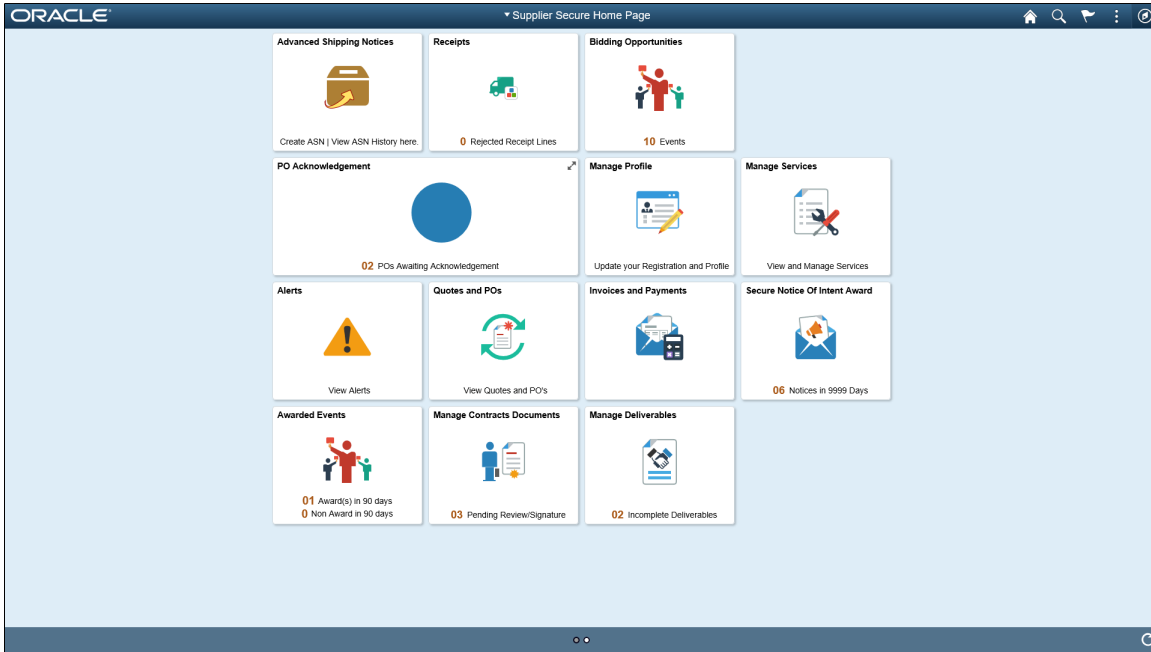 ORACLE
Supplier Secure Home Page
Advanced Shipping Notices
Create ASN | View ASN History here.
Receipts
0 Rejected Receipt Lines
Bidding Opportunities
10 Events
PO Acknowledgement
02 POs Awaiting Acknowledgement
Manage Profile
Update your Registration and Profile
Manage Services
View and Manage Services
Alerts
View Alerts
Quotes and POs
View Quotes and PO's
Invoices and Payments
Secure Notice Of Intent Award
06 Notices in 9999 Days
Awarded Events
01 Award(s) in 90 days
0 Non Award in 90 days
Manage Contracts Documents
03 Pending Review/Signature
Manage Deliverables
02 Incomplete Deliverables